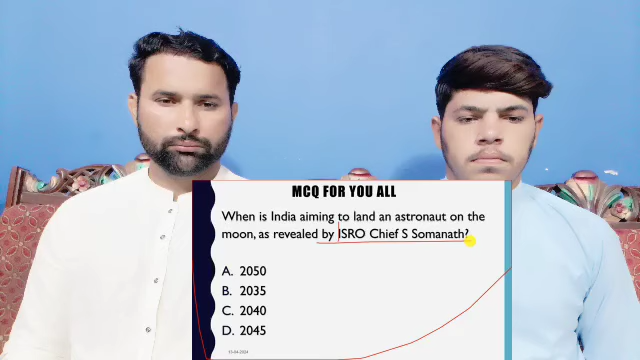 MCQ FOR YOU ALL
When is India aiming to land an astronaut on the
moon, as revealed by ISRO Chief S Somanath?
A. 2050
B. 2035
C. 2040
D. 2045